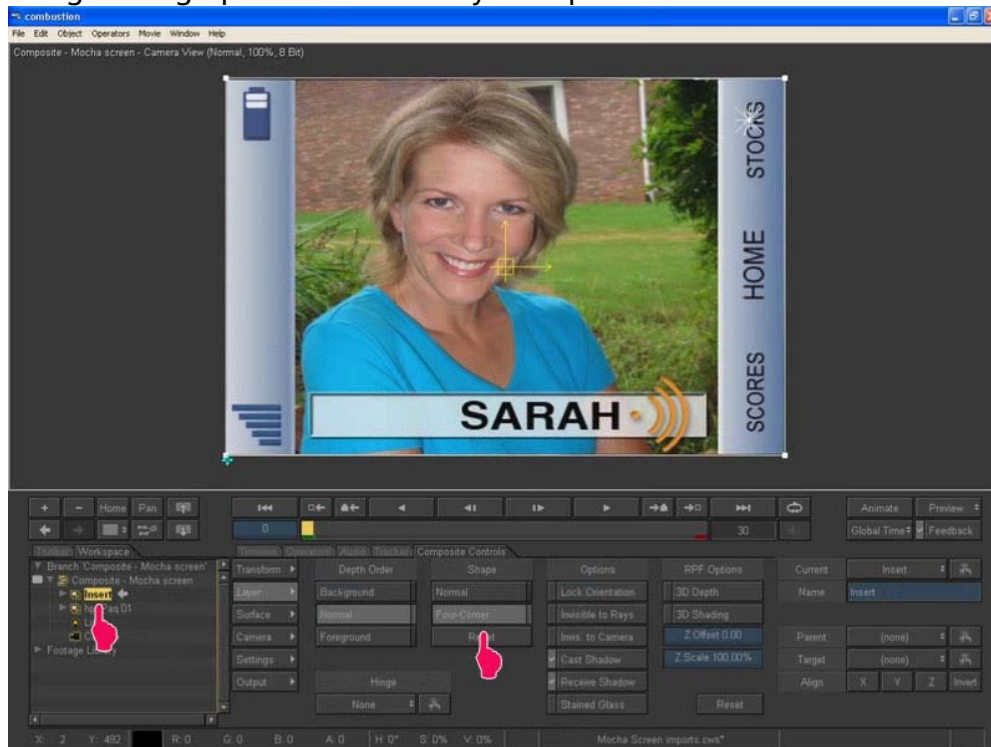 combustion
File Edit Object Operators Movie Window Help
Composite - Mocha screen - Camera View (Normal, 100%, 8 Bit)
STOCKS
HOME
SCORES
SARAH
+ - Home Pan
Animate Preview
0 30 Global Time Feedback
Toolbar Workspace Timeline Operators Audio Tracker Composite Controls
Branch 'Composite - Mocha screen' Transform Depth Order Shape Options RPF Options Current Insert
Composite - Mocha screen
Insert Layer Background Normal Lock Orientation 3D Depth Name Insert
01 Surface Normal Four-Corner Invisible to Rays 3D Shading
Camera Foreground Reset Invis. to Camera Z Offset 0.00 Parent (none)
Footage Library Settings Cast Shadow Z Scale 100.00% Target (none)
Output Hinge Receive Shadow Align X Y Z Invert
None Stained Glass Reset
X: 2 Y: 492 R: 0 G: 0 B: 0 A: 0 H: 0° S: 0% V: 0% Mocha Screen imports.cws*